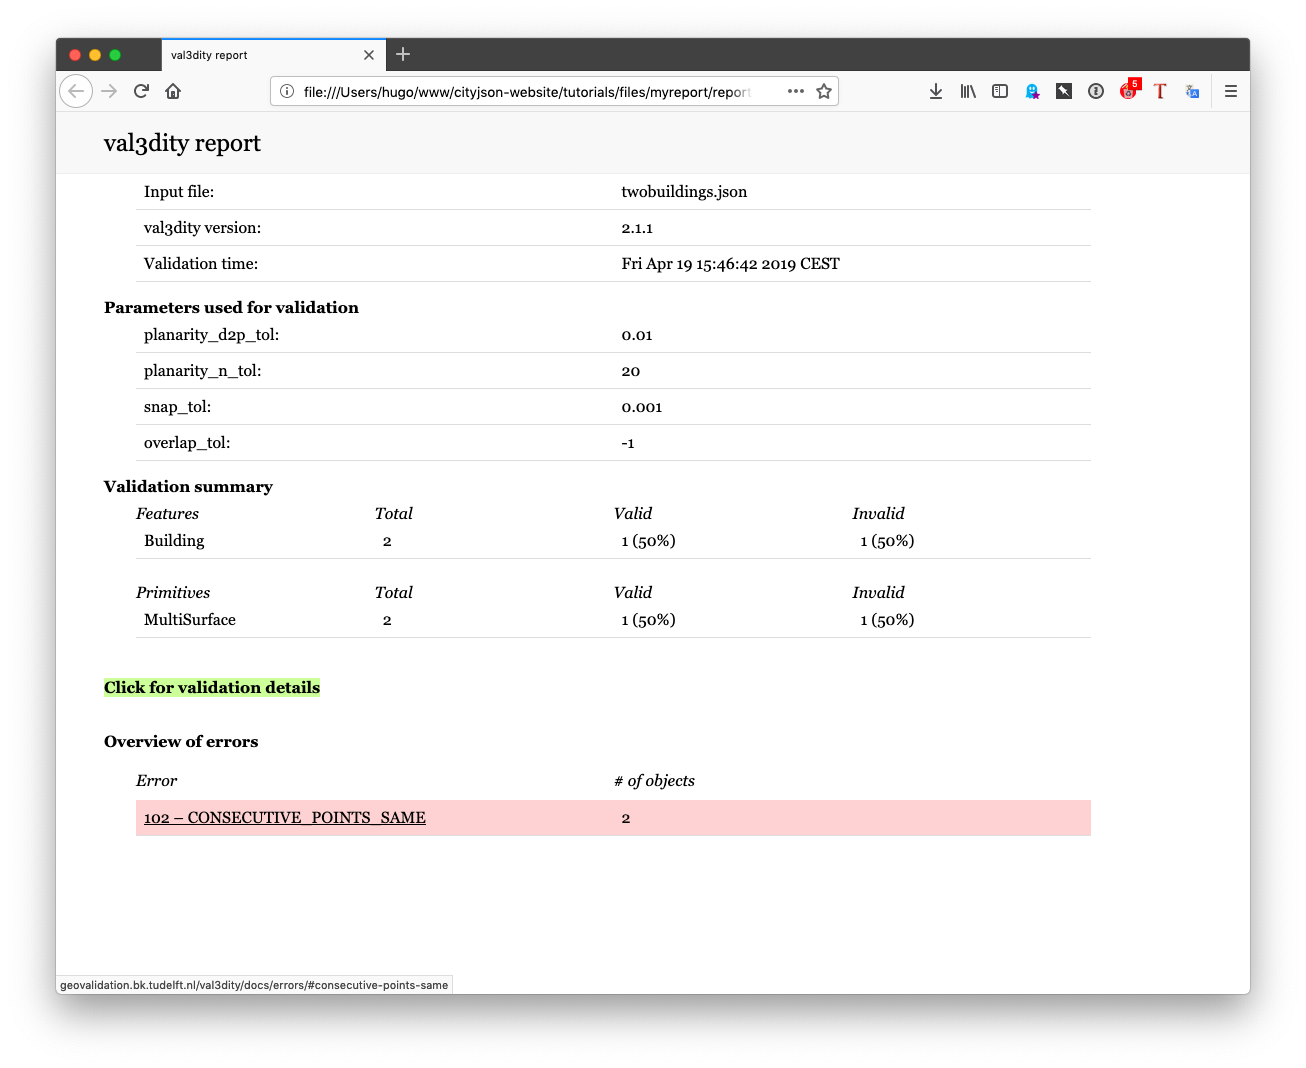 val3dity report
file:///Users/hugo/www/cityjson-website/tutorials/files/myreport/report
5
T
val3dity report
Input file: twobuildings.json
val3dity version: 2.1.1
Validation time: Fri Apr 19 15:46:42 2019 CEST
Parameters used for validation
planarity_d2p_tol: 0.01
planarity_n_tol: 20
snap_tol: 0.001
overlap_tol: -1
Validation summary
Features Total Valid Invalid
Building 2 1 (50%) 1 (50%)
Primitives Total Valid Invalid
MultiSurface 2 1 (50%) 1 (50%)
Click for validation details
Overview of errors
Error # of objects
102 – CONSECUTIVE_POINTS_SAME 2
geovalidation.bk.tudelft.nl/val3dity/docs/errors/#consecutive-points-same